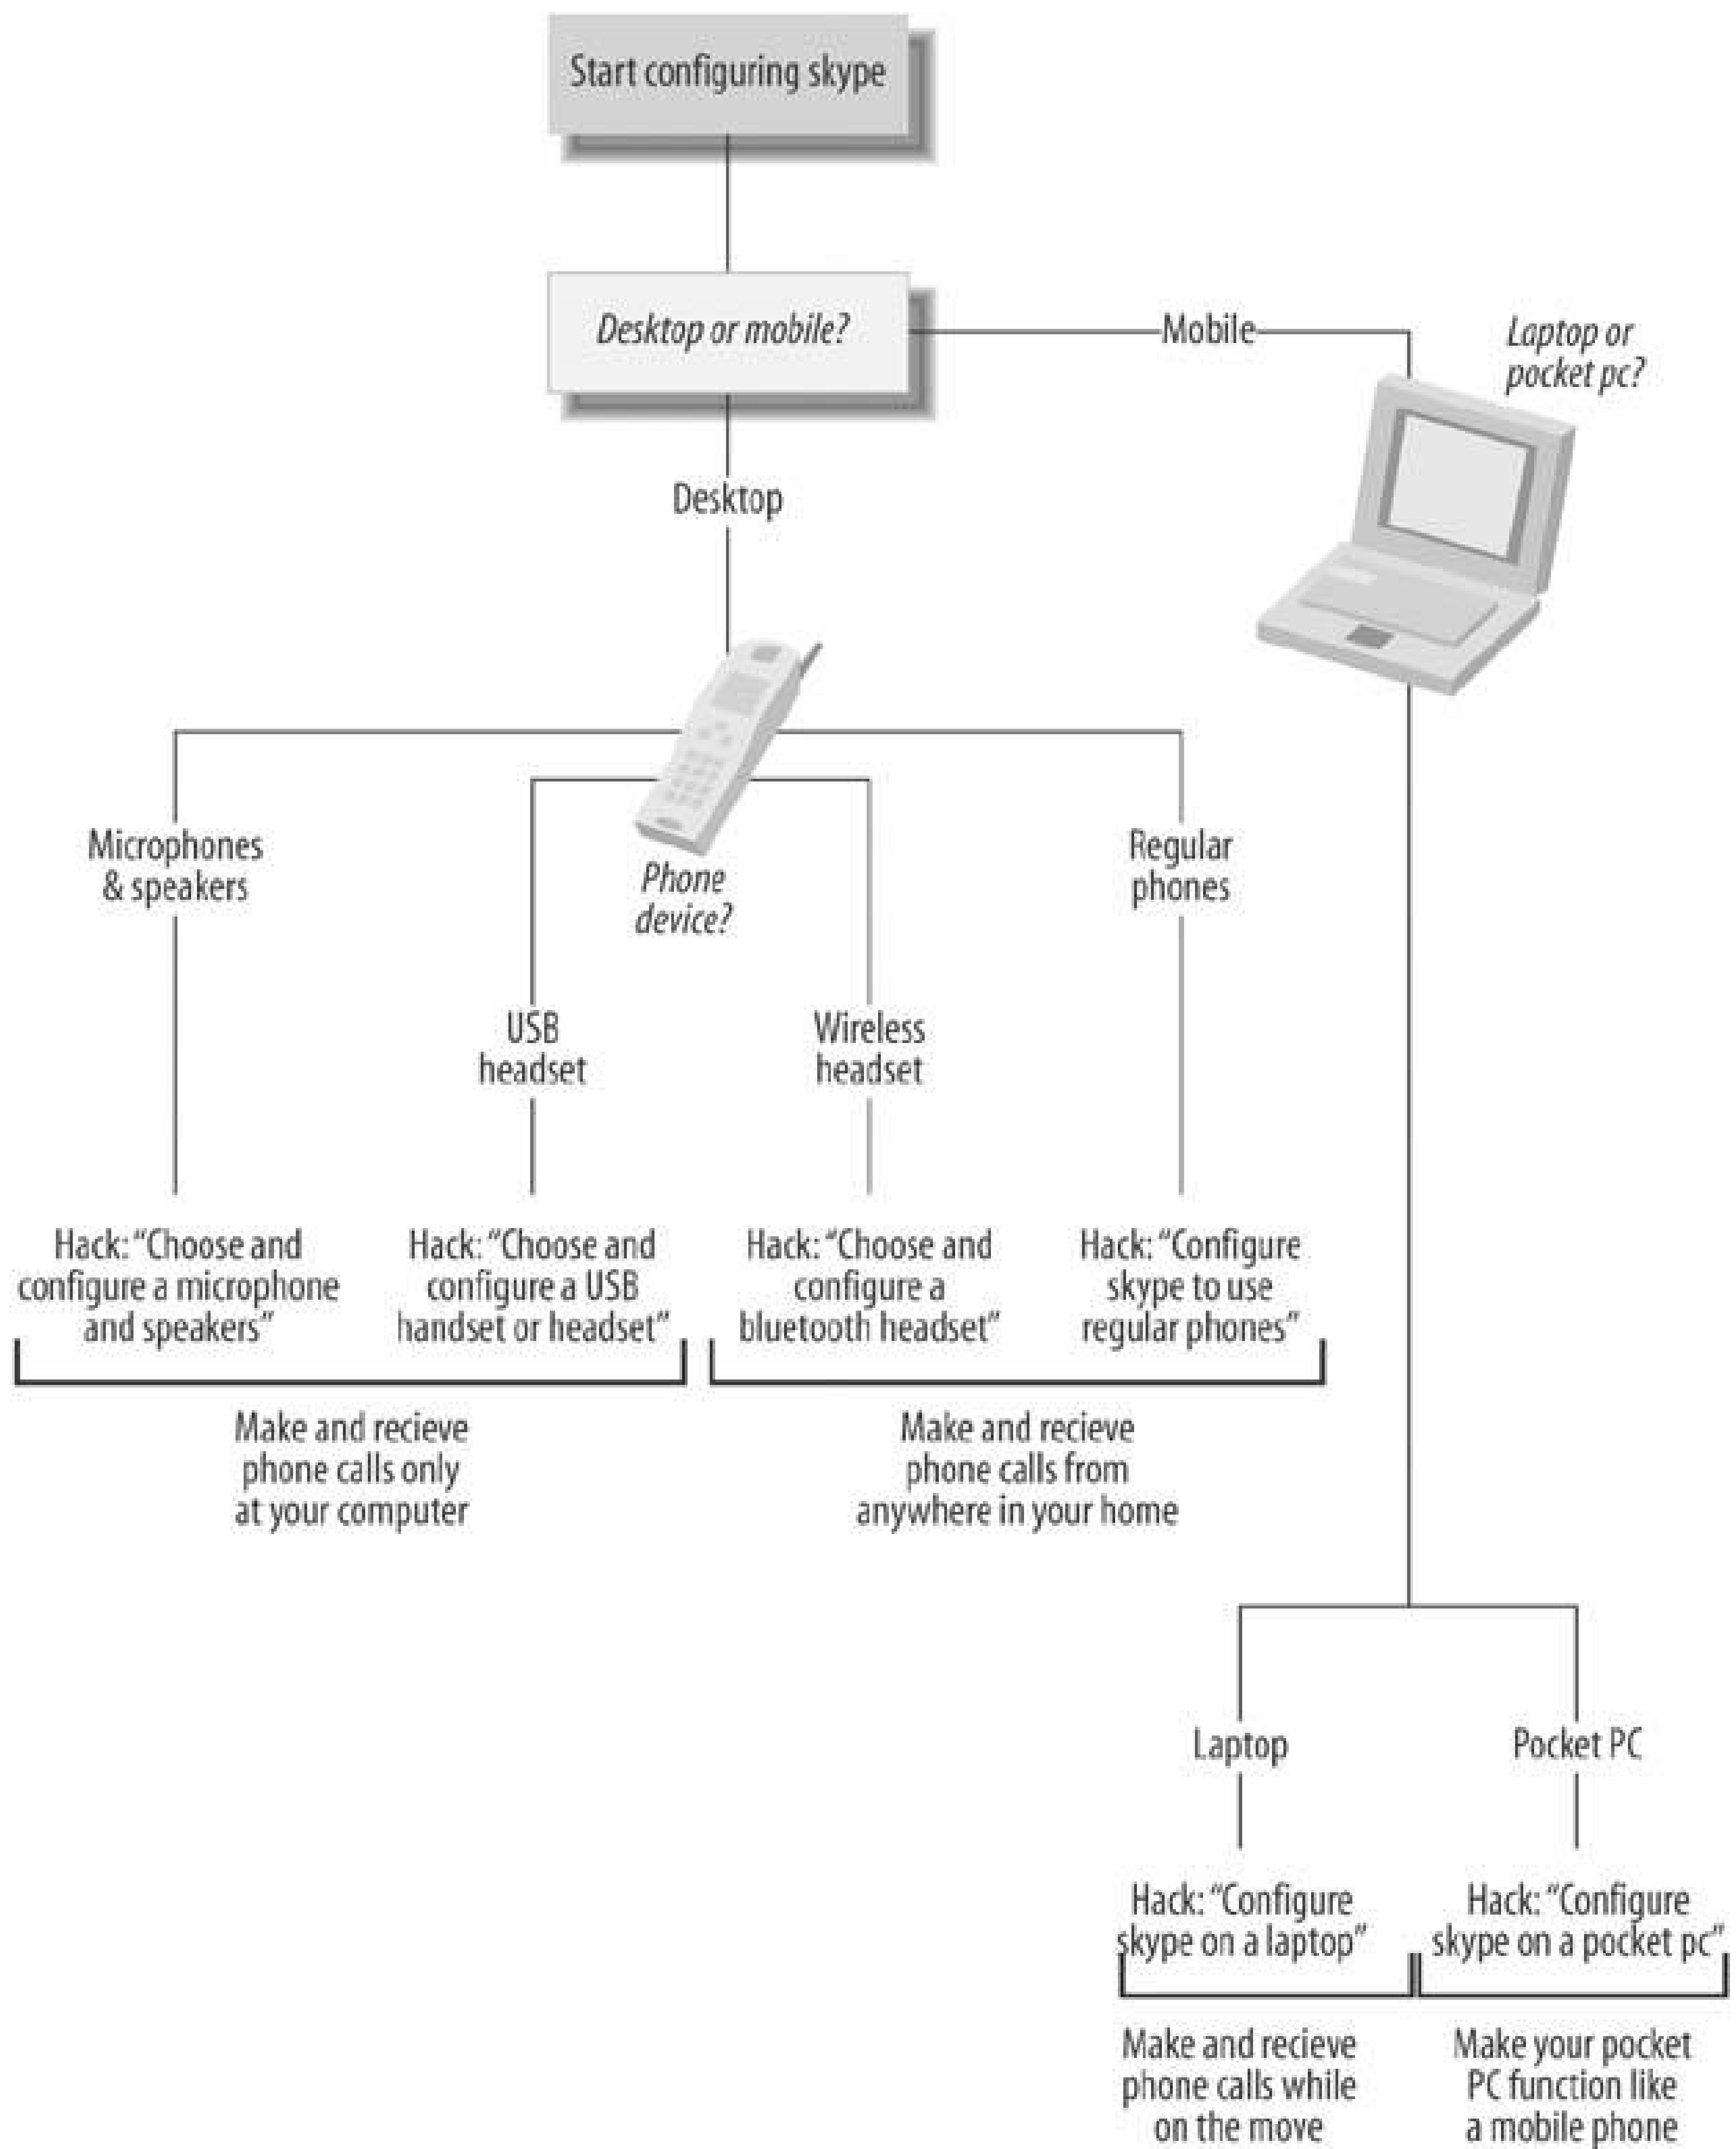 Start configuring skype
Desktop or mobile?
Mobile
Laptop or
pocket pc?
Desktop
Microphones
& speakers
Phone
device?
Regular
phones
USB
headset
Wireless
headset
Hack: “Choose and
configure a microphone
and speakers”
Hack: “Choose and
configure a USB
handset or headset”
Hack: “Choose and
configure a
bluetooth headset”
Hack: “Configure
skype to use
regular phones”
Make and recieve
phone calls only
at your computer
Make and recieve
phone calls from
anywhere in your home
Laptop
Pocket PC
Hack: “Configure
skype on a laptop”
Hack: “Configure
skype on a pocket pc”
Make and recieve
phone calls while
on the move
Make your pocket
PC function like
a mobile phone